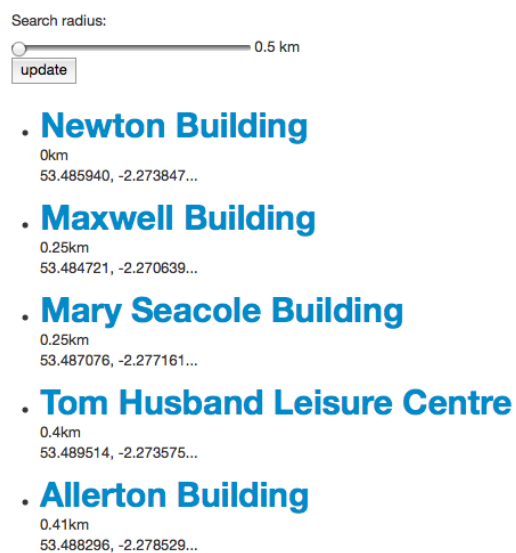 Search radius:
0.5 km
update
Newton Building
0km
53.485940, -2.273847...
Maxwell Building
0.25km
53.484721, -2.270639...
Mary Seacole Building
0.25km
53.487076, -2.277161...
Tom Husband Leisure Centre
0.4km
53.489514, -2.273575...
Allerton Building
0.41km
53.488296, -2.278529...